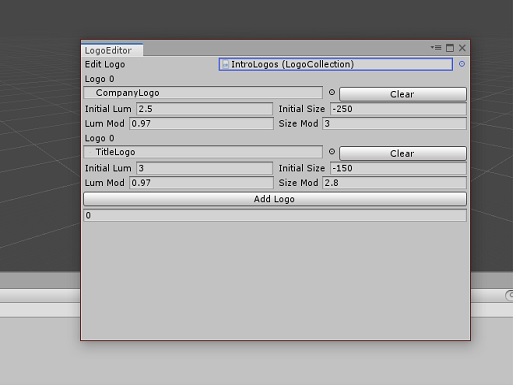 LogoEditor
Edit Logo IntroLogos (LogoCollection)
Logo 0
CompanyLogo Clear
Initial Lum 2.5 Initial Size -250
Lum Mod 0.97 Size Mod 3
Logo 0
TitleLogo Clear
Initial Lum 3 Initial Size -150
Lum Mod 0.97 Size Mod 2.8
Add Logo
0